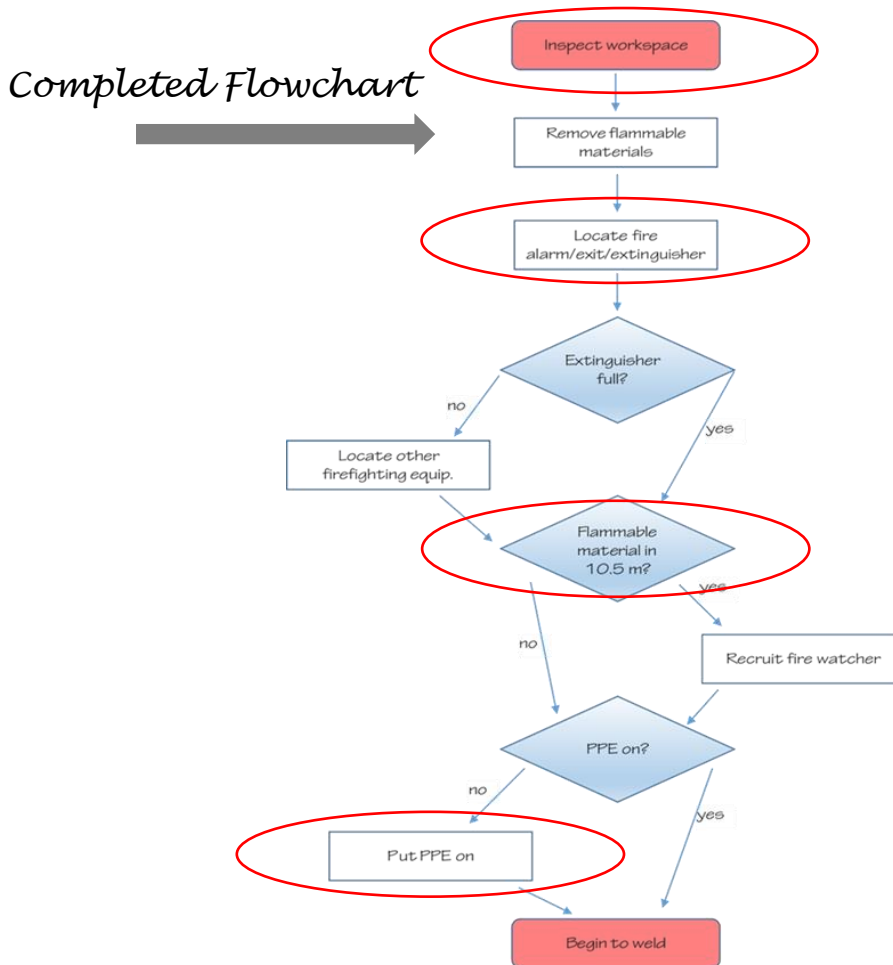 Inspect workspace
Completed Flowchart
Remove flammable
materials
Locate fire
alarm/exit/extinguisher
Extinguisher
full?
no
yes
Locate other
firefighting equip.
Flammable
material in
10.5 m?
yes
no
Recruit fire watcher
PPE on?
no
yes
Put PPE on
Begin to weld